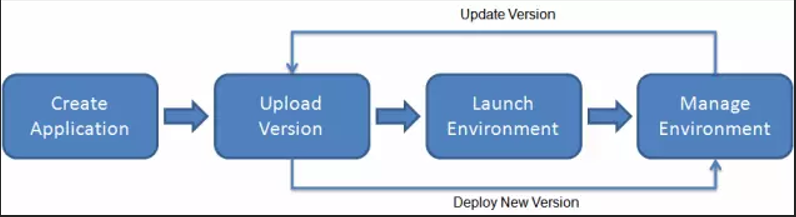 Update Version
Create
Application
Upload
Version
Launch
Environment
Manage
Environment
Deploy New Version